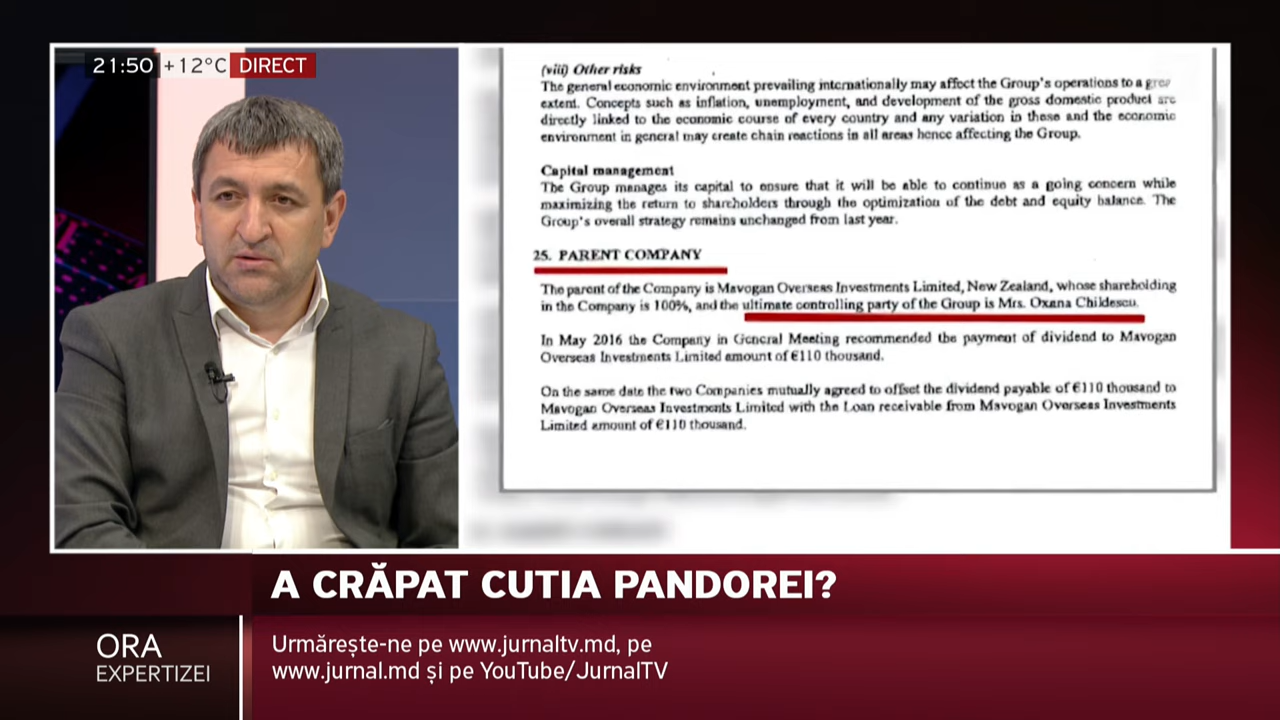 21:50 +12°C DIRECT
(viii) Other risks
The general economic environment prevailing internationally may affect the Group's operations to a great
extent. Concepts such as inflation, unemployment, and development of the gross domestic product are
directly linked to the economic course of every country and any variation in these and the economic
environment in general may create chain reactions in all areas hence affecting the Group.
Capital management
The Group manages its capital to ensure that it will be able to continue as a going concern while
maximizing the return to shareholders through the optimization of the debt and equity balance. The
Group's overall strategy remains unchanged from last year.
25. PARENT COMPANY
The parent of the Company is Mavogan Overseas Investments Limited, New Zealand, whose shareholding
in the Company is 100%, and the ultimate controlling party of the Group is Mrs. Oxana Childescu.
In May 2016 the Company in General Meeting recommended the payment of dividend to Mavogan
Overseas Investments Limited amount of €110 thousand.
On the same date the two Companies mutually agreed to offset the dividend payable of €110 thousand to
Mavogan Overseas Investments Limited with the Loan receivable from Mavogan Overseas Investments
Limited amount of €110 thousand.
A CRĂPAT CUTIA PANDOREI?
ORA
EXPERTIZEI
Urmărește-ne pe www.jurnaltv.md, pe
www.jurnal.md și pe YouTube/JurnalTV